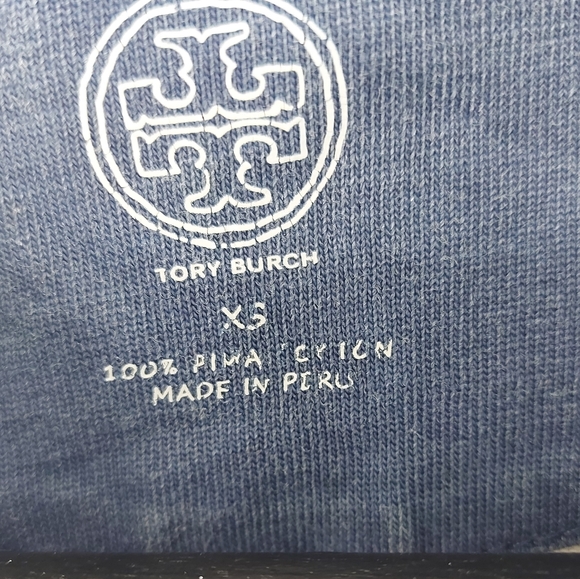 TORY BURCH
XS
100% PIMA COTTON
MADE IN PERU